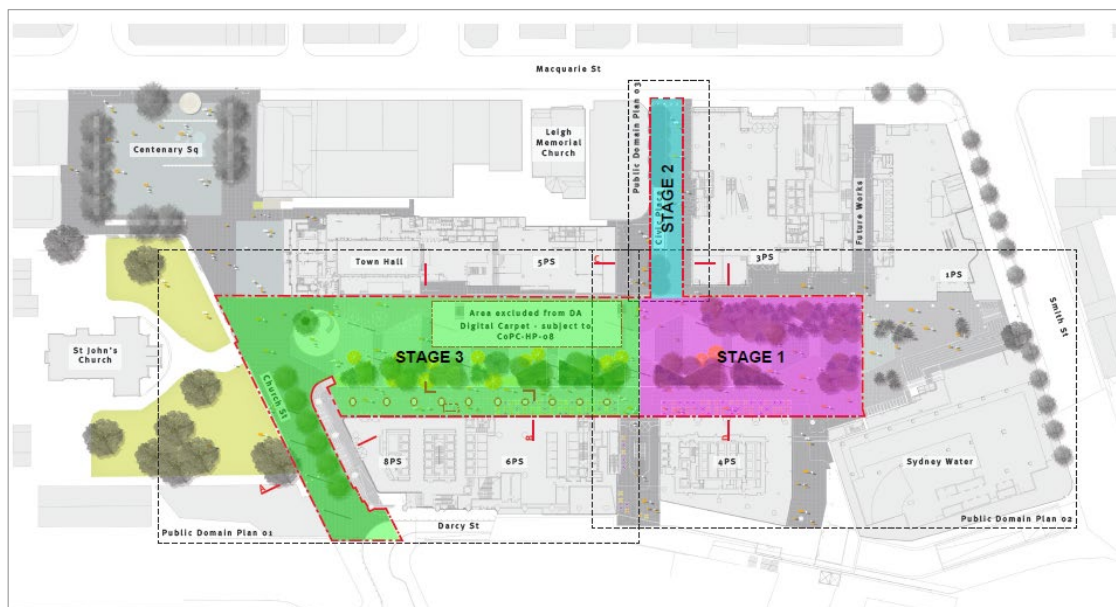 Macquarie St
Centenary Sq
Leigh
Memorial
Church
Public Domain Plan 03
Civic Place
STAGE 2
Future Works
Town Hall
5PS
C
3PS
1PS
Smith St
Area excluded from DA
Digital Carpet - subject to
CoPC-HP-08
STAGE 3
STAGE 1
St John's
Church
Church St
8PS
6PS
B
4PS
D
Sydney Water
A
Darcy St
Public Domain Plan 01
Public Domain Plan 02